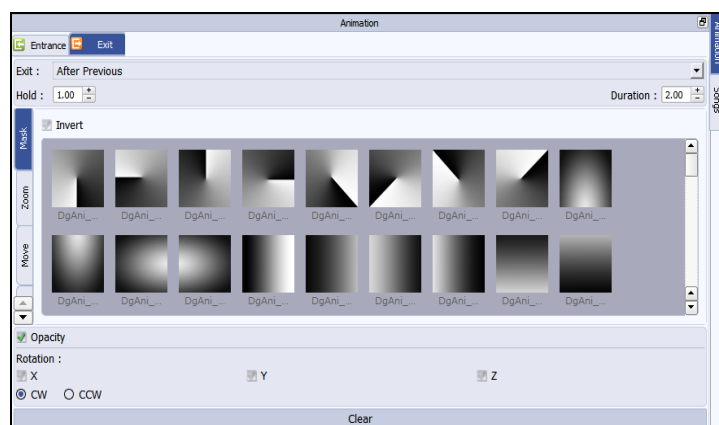 Animation
Entrance Exit
Exit : After Previous
Hold : 1.00 Duration : 2.00
Mask
Zoom
Move
Invert
DgAni_... DgAni_... DgAni_... DgAni_... DgAni_... DgAni_... DgAni_... DgAni_... DgAni_...
DgAni_... DgAni_... DgAni_... DgAni_... DgAni_... DgAni_... DgAni_... DgAni_... DgAni_...
Opacity
Rotation :
X Y Z
CW CCW
Clear
Animation
Songs